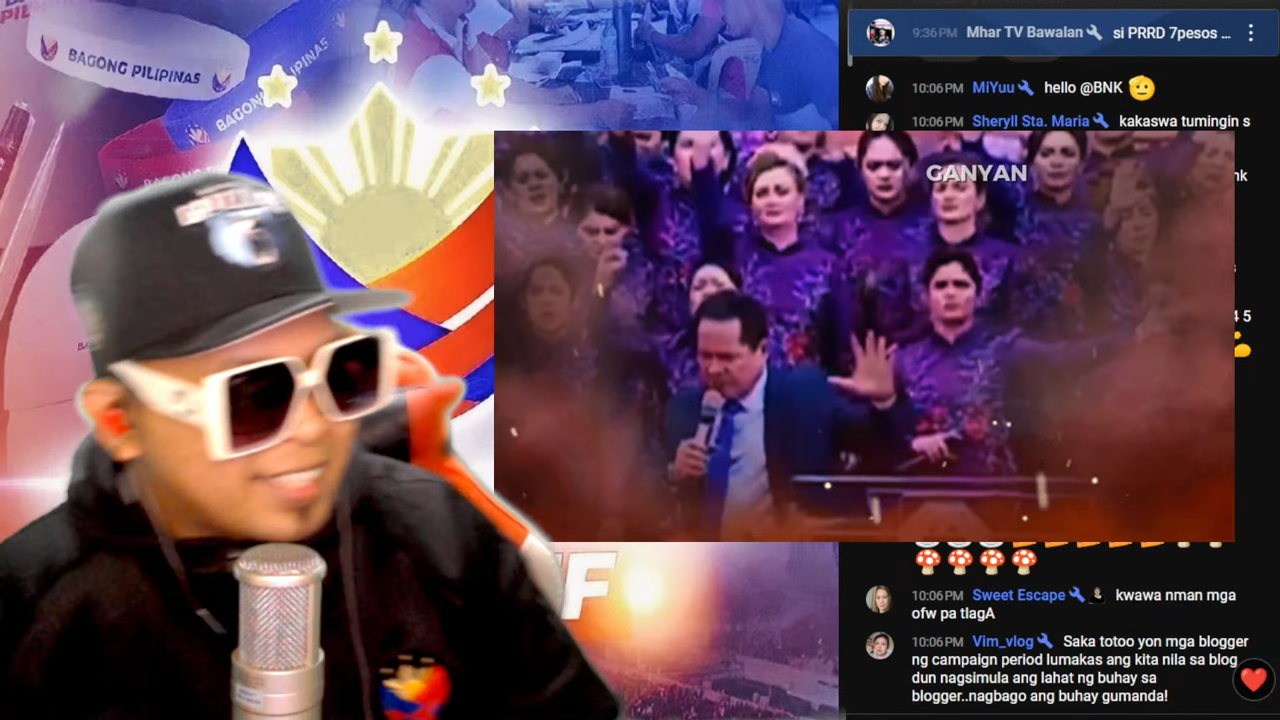 BAGONG PILIPINAS
BAGONG
PILIPINAS
9:36 PM Mhar TV Bawalan si PRRD 7pesos ...
10:06 PM MiYuu hello @BNK
10:06 PM Sheryll Sta. Maria kakaswa tumingin s
nk
GANYAN
4 5
10:06 PM Sweet Escape kwawa nman mga
ofw pa tlagA
10:06 PM Vim_vlog Saka totoo yon mga blogger
ng campaign period lumakas ang kita nila sa blog
dun nagsimula ang lahat ng buhay sa
blogger..nagbago ang buhay gumanda!